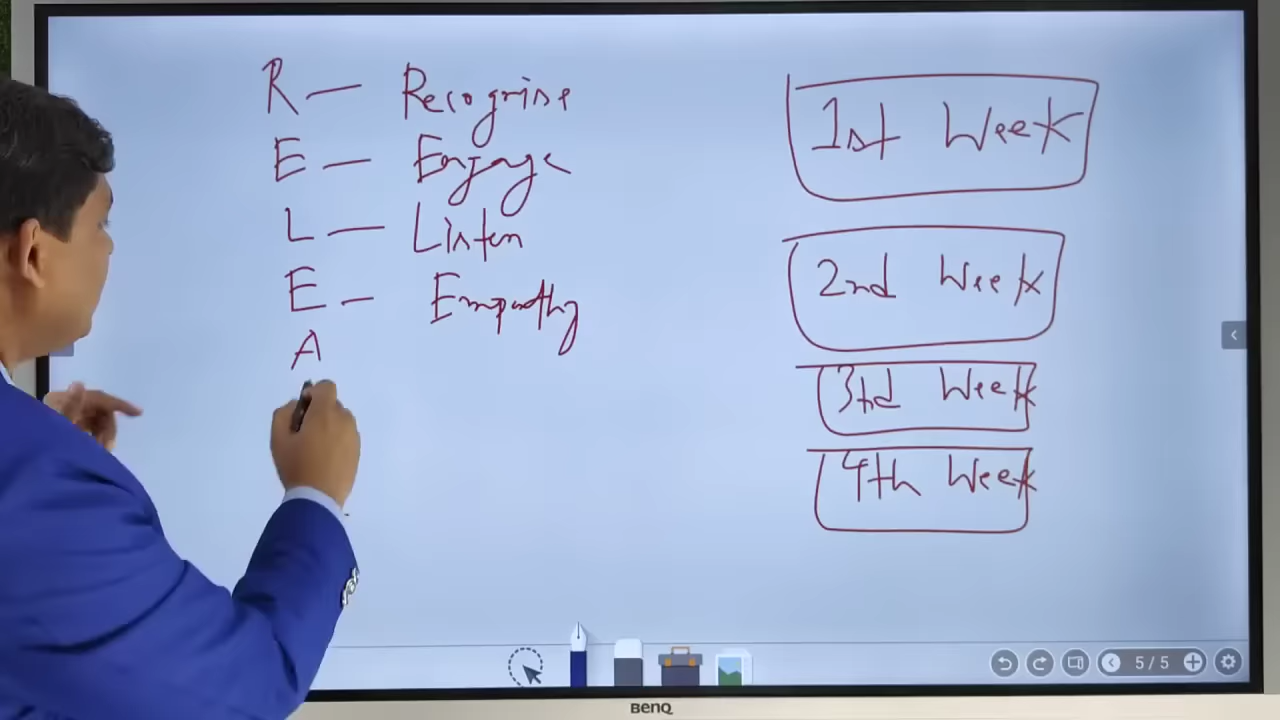 R — Recognise
E — Engage
L — Listen
E — Empathy
A
1st Week
2nd Week
3rd Week
4th Week
5/5
BenQ